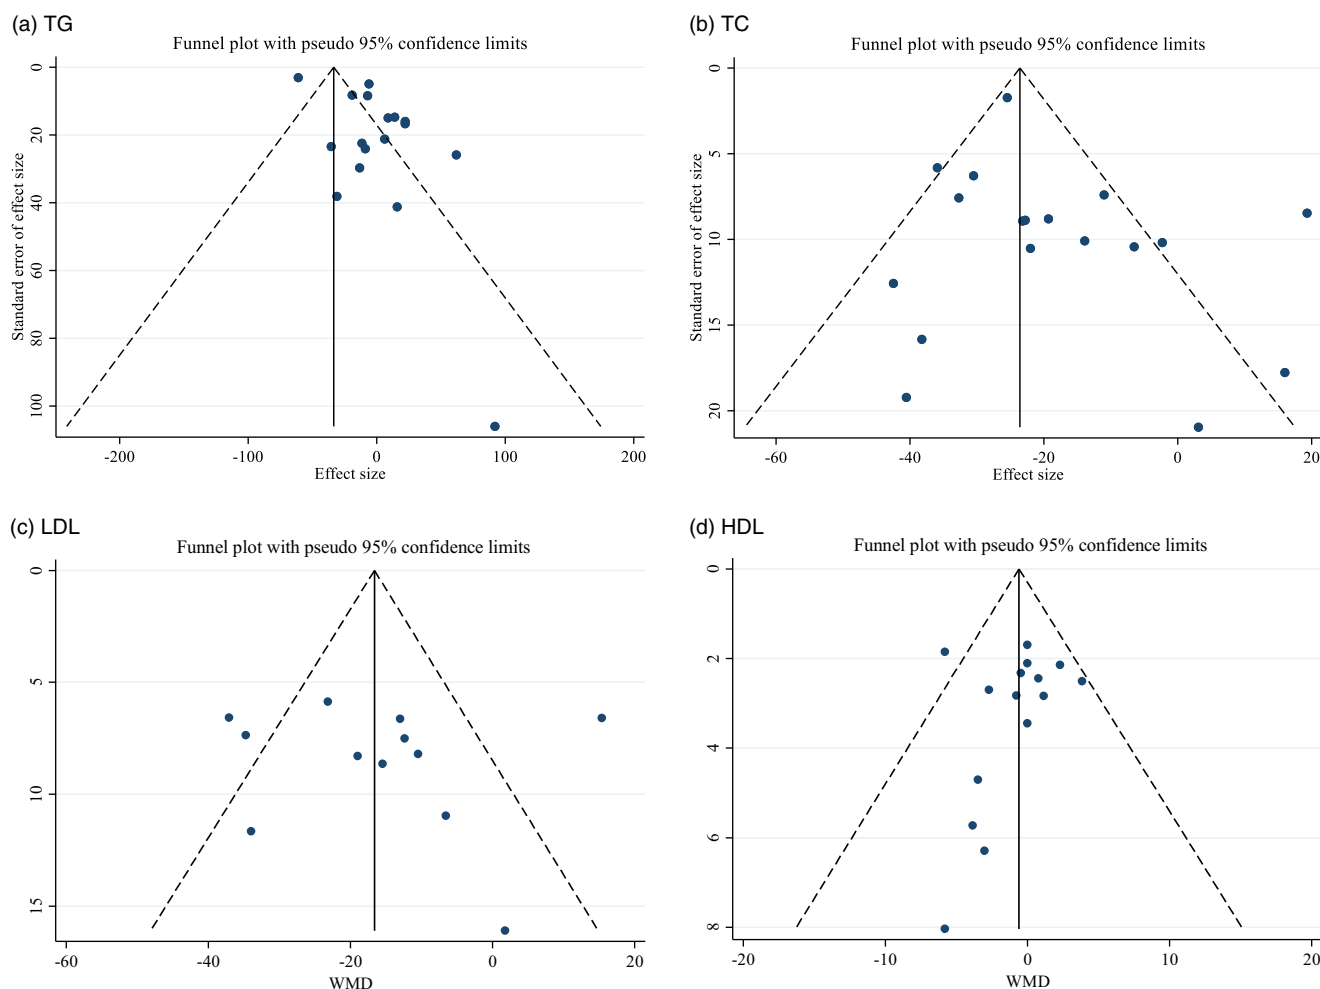 (a) TG
Funnel plot with pseudo 95% confidence limits
Standard error of effect size
0
20
40
60
80
100
-200
-100
0
100
200
Effect size
(b) TC
Funnel plot with pseudo 95% confidence limits
Standard error of effect size
0
5
10
15
20
-60
-40
-20
0
20
Effect size
(c) LDL
Funnel plot with pseudo 95% confidence limits
0
5
10
15
-60
-40
-20
0
20
WMD
(d) HDL
Funnel plot with pseudo 95% confidence limits
0
2
4
6
8
-20
-10
0
10
20
WMD